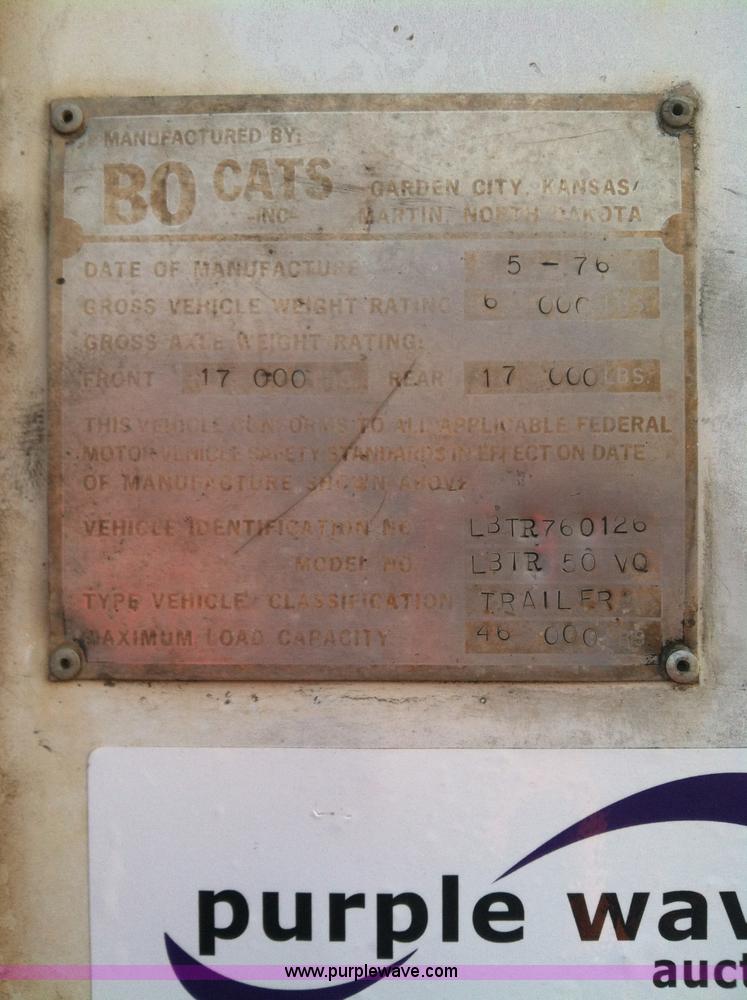 MANUFACTURED BY:
BO CATS
-INC- GARDEN CITY, KANSAS/
MARTIN, NORTH DAKOTA
DATE OF MANUFACTURE 5 - 76
GROSS VEHICLE WEIGHT RATING 6 000 LBS.
GROSS AXLE WEIGHT RATING:
FRONT 17 000 REAR 17 000 LBS.
THIS VEHICLE CONFORMS TO ALL APPLICABLE FEDERAL
MOTOR VEHICLE SAFETY STANDARDS IN EFFECT ON DATE
OF MANUFACTURE SHOWN ABOVE
VEHICLE IDENTIFICATION NO. LBTR760126
MODEL NO. LBTR 50 VQ
TYPE VEHICLE CLASSIFICATION TRAILER
MAXIMUM LOAD CAPACITY 46 000
purple wav
auct
www.purplewave.com